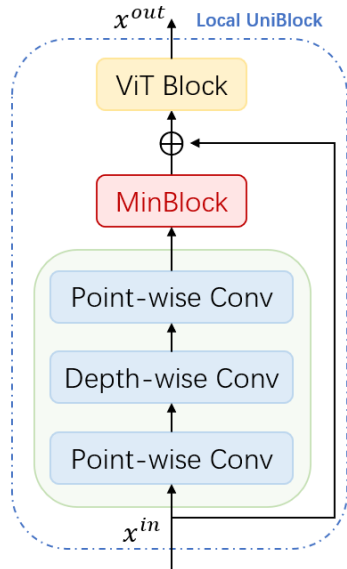 x^{out}
Local UniBlock
ViT Block
⊕
MinBlock
Point-wise Conv
Depth-wise Conv
Point-wise Conv
x^{in}